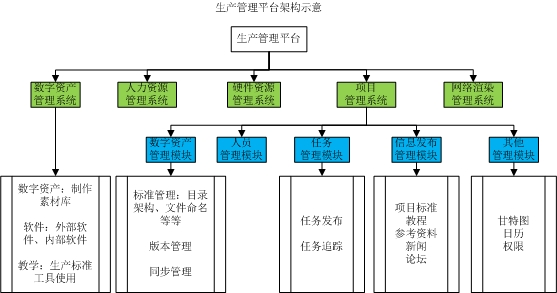 生产管理平台架构示意
生产管理平台
数字资产
管理系统
人力资源
管理系统
硬件资源
管理系统
项目
管理系统
网络渲染
管理系统
数字资产
管理模块
人员
管理模块
任务
管理模块
信息发布
管理模块
其他
管理模块
数字资产：制作
素材库
软件：外部软
件、内部软件
教学：生产标准
工具使用
标准管理：目录
架构、文件命名
等等
版本管理
同步管理
任务发布
任务追踪
项目标准
教程
参考资料
新闻
论坛
甘特图
日历
权限